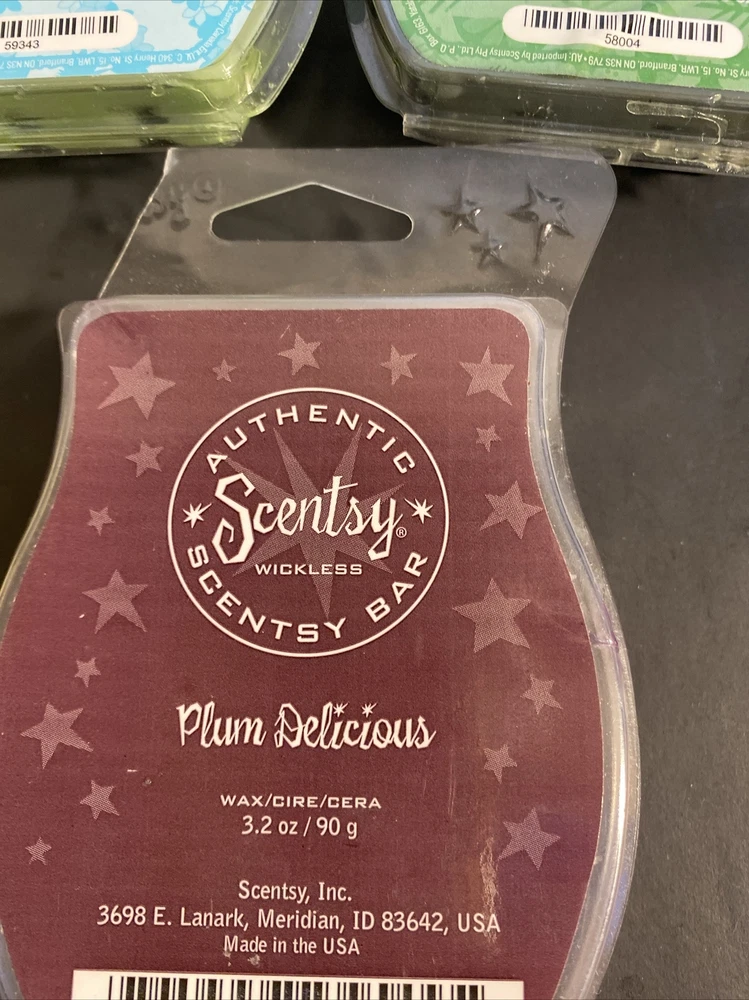 59343
58004
AUTHENTIC
Scentsy®
WICKLESS
SCENTSY BAR
Plum Delicious
WAX/CIRE/CERA
3.2 oz / 90 g
Scentsy, Inc.
3698 E. Lanark, Meridian, ID 83642, USA
Made in the USA